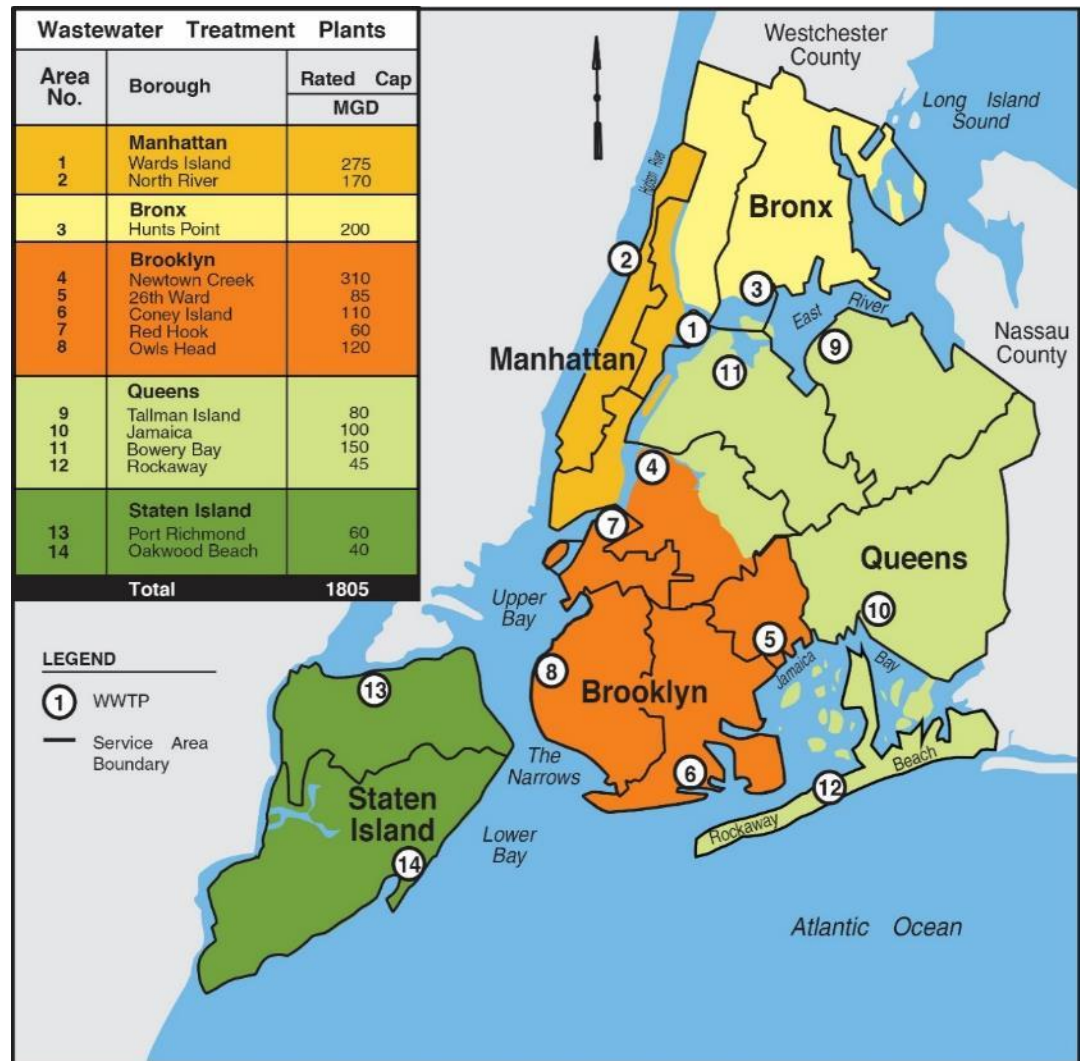 Wastewater Treatment Plants
Area No.
Borough
Rated Cap
MGD
Manhattan
1 Wards Island 275
2 North River 170
Bronx
3 Hunts Point 200
Brooklyn
4 Newtown Creek 310
5 26th Ward 85
6 Coney Island 110
7 Red Hook 60
8 Owls Head 120
Queens
9 Tallman Island 80
10 Jamaica 100
11 Bowery Bay 150
12 Rockaway 45
Staten Island
13 Port Richmond 60
14 Oakwood Beach 40
Total 1805
LEGEND
1 WWTP
Service Area
Boundary
Westchester
County
Long Island
Sound
Hudson River
Bronx
2
3
East River
1
Nassau
County
9
Manhattan
11
4
7
Queens
Upper
Bay
10
5
Jamaica Bay
8
Brooklyn
13
The
Narrows
6
12
Rockaway Beach
Staten
Island
Lower
Bay
14
Atlantic Ocean